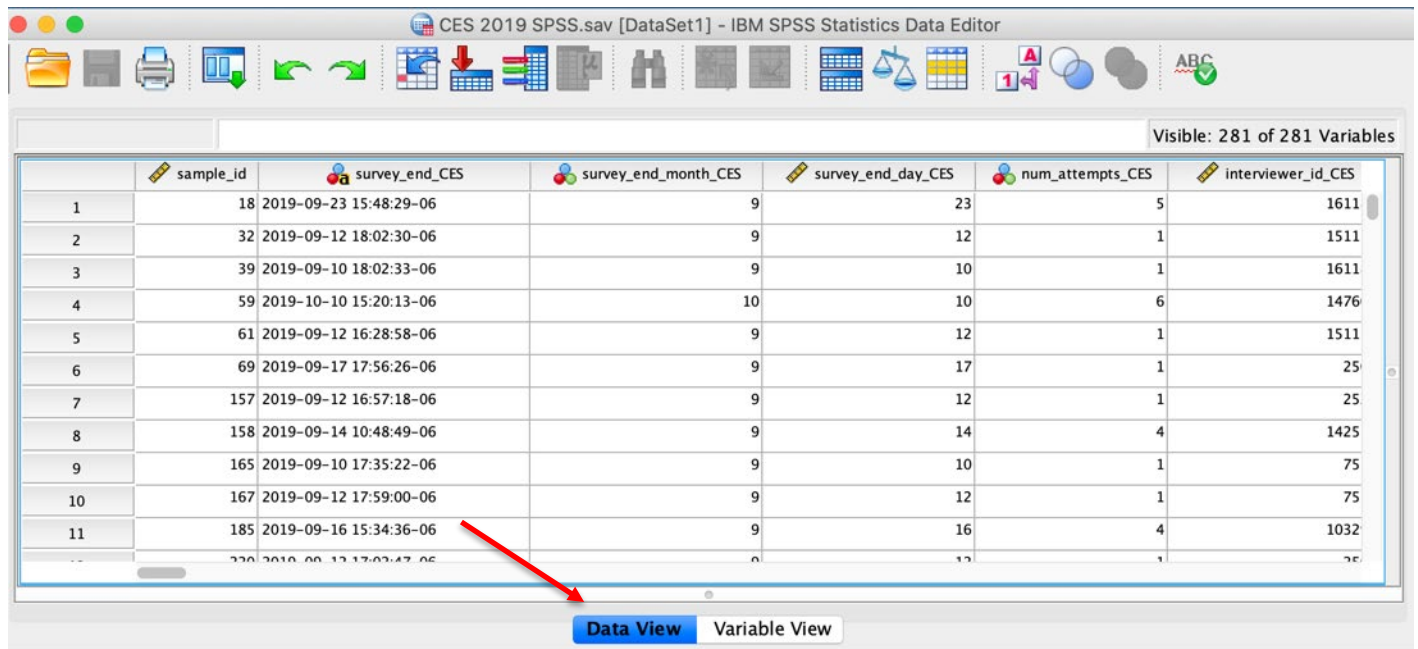 CES 2019 SPSS.sav [DataSet1] - IBM SPSS Statistics Data Editor
A
1
ABC
Visible: 281 of 281 Variables
sample_id survey_end_CES survey_end_month_CES survey_end_day_CES num_attempts_CES interviewer_id_CES
1 18 2019-09-23 15:48:29-06 9 23 5 1611
2 32 2019-09-12 18:02:30-06 9 12 1 1511
3 39 2019-09-10 18:02:33-06 9 10 1 1611
4 59 2019-10-10 15:20:13-06 10 10 6 1476
5 61 2019-09-12 16:28:58-06 9 12 1 1511
6 69 2019-09-17 17:56:26-06 9 17 1 25
7 157 2019-09-12 16:57:18-06 9 12 1 25
8 158 2019-09-14 10:48:49-06 9 14 4 1425
9 165 2019-09-10 17:35:22-06 9 10 1 75
10 167 2019-09-12 17:59:00-06 9 12 1 75
11 185 2019-09-16 15:34:36-06 9 16 4 1032
Data View Variable View